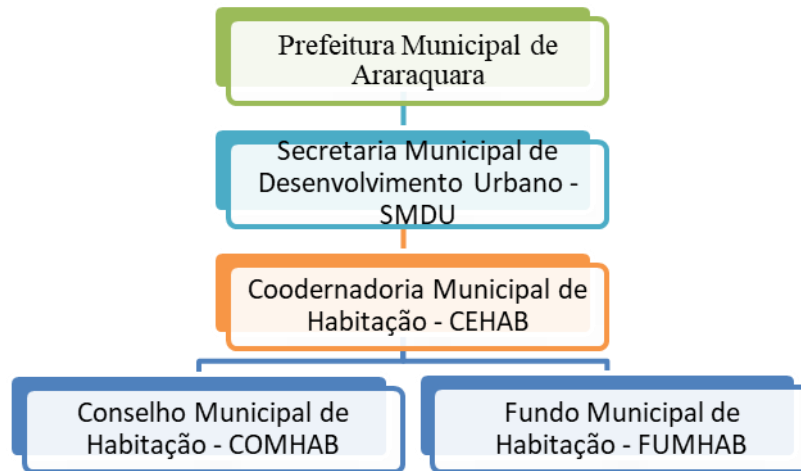 Prefeitura Municipal de
Araraquara
Secretaria Municipal de
Desenvolvimento Urbano -
SMDU
Coodernadoria Municipal de
Habitação - CEHAB
Conselho Municipal de
Habitação - COMHAB
Fundo Municipal de
Habitação - FUMHAB